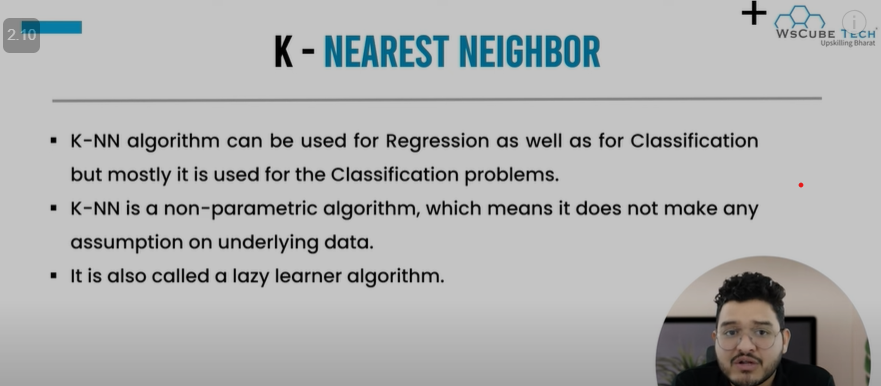 2.10
WsCUBE TECH
Upskilling Bharat
K - NEAREST NEIGHBOR
▪ K-NN algorithm can be used for Regression as well as for Classification
but mostly it is used for the Classification problems.
▪ K-NN is a non-parametric algorithm, which means it does not make any
assumption on underlying data.
▪ It is also called a lazy learner algorithm.